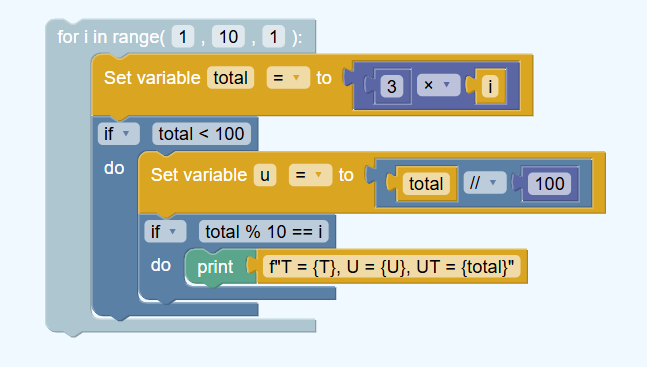 for i in range( 1 , 10 , 1 ):
Set variable total = to 3 × i
if total < 100
do
Set variable u = to total // 100
if total % 10 == i
do print f"T = {T}, U = {U}, UT = {total}"